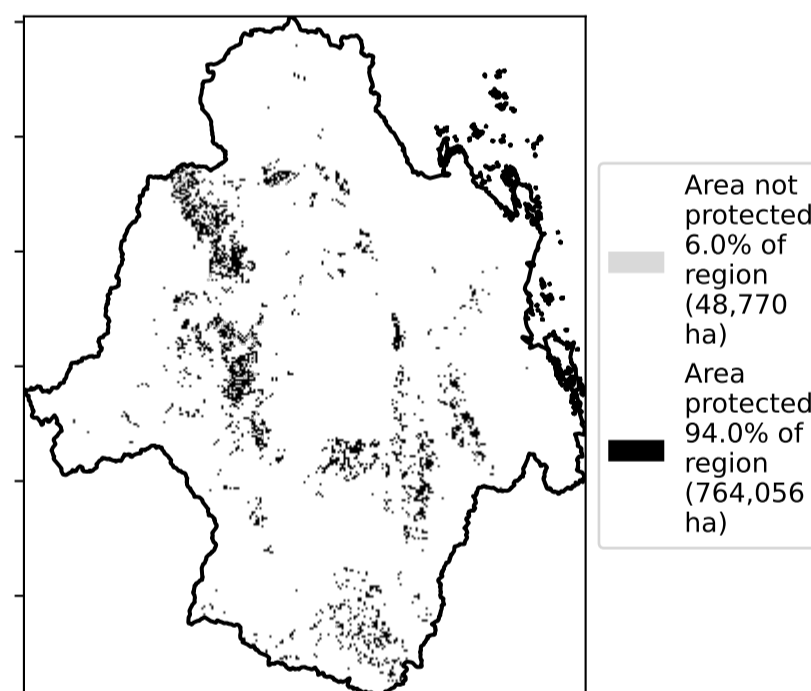 Area not
protected
6.0% of
region
(48,770
ha)
Area
protected
94.0% of
region
(764,056
ha)